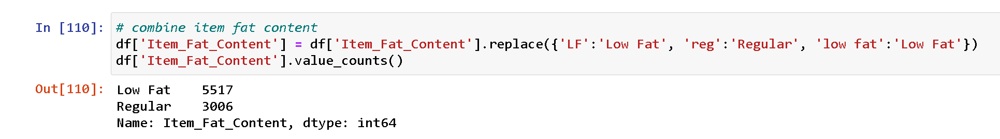 In [110]: # combine item fat content
df['Item_Fat_Content'] = df['Item_Fat_Content'].replace({'LF':'Low Fat', 'reg':'Regular', 'low fat':'Low Fat'})
df['Item_Fat_Content'].value_counts()
Out[110]: Low Fat    5517
Regular    3006
Name: Item_Fat_Content, dtype: int64